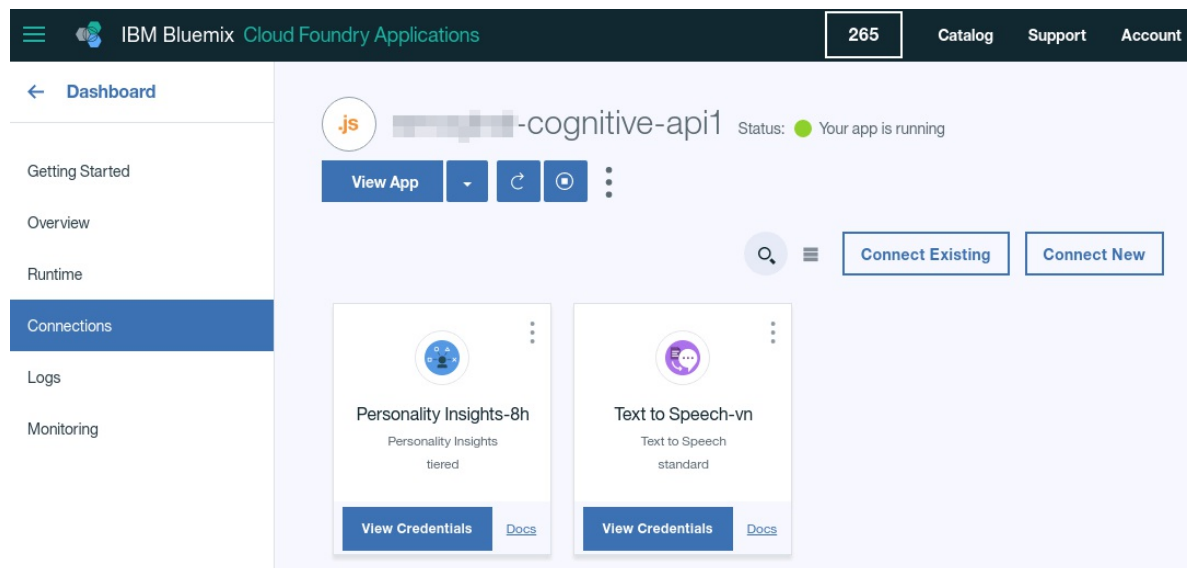 IBM Bluemix Cloud Foundry Applications
265
Catalog
Support
Account
Dashboard
Getting Started
Overview
Runtime
Connections
Logs
Monitoring
.js
-cognitive-api1 Status: Your app is running
View App
Connect Existing
Connect New
Personality Insights-8h
Personality Insights
tiered
View Credentials
Docs
Text to Speech-vn
Text to Speech
standard
View Credentials
Docs